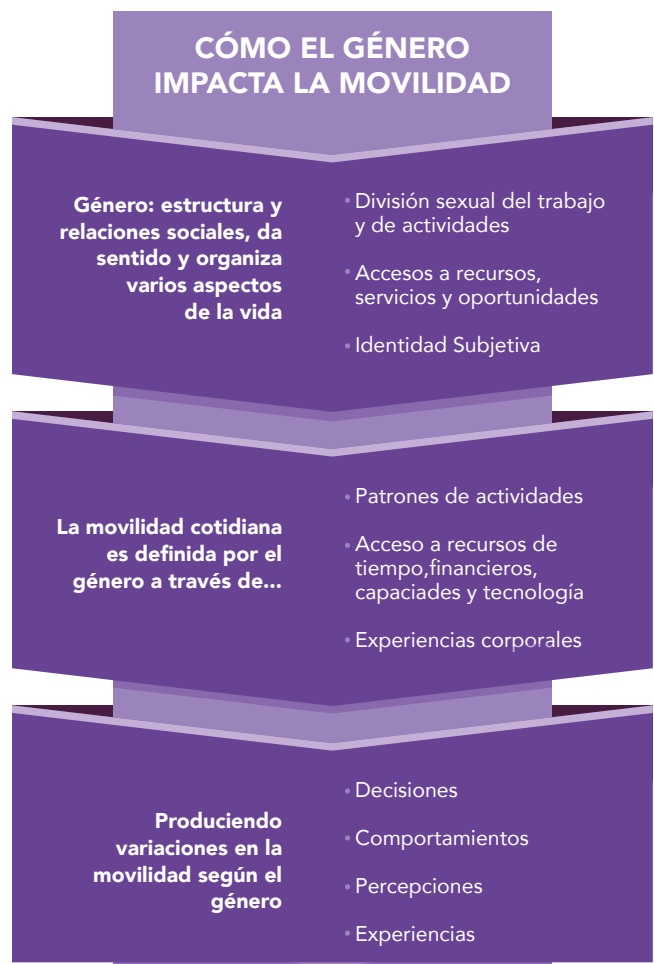 CÓMO EL GÉNERO
IMPACTA LA MOVILIDAD
Género: estructura y
relaciones sociales, da
sentido y organiza
varios aspectos
de la vida
• División sexual del trabajo
y de actividades
• Accesos a recursos,
servicios y oportunidades
• Identidad Subjetiva
La movilidad cotidiana
es definida por el
género a través de...
• Patrones de actividades
• Acceso a recursos de
tiempo,financieros,
capaciades y tecnología
• Experiencias corporales
Produciendo
variaciones en la
movilidad según el
género
• Decisiones
• Comportamientos
• Percepciones
• Experiencias